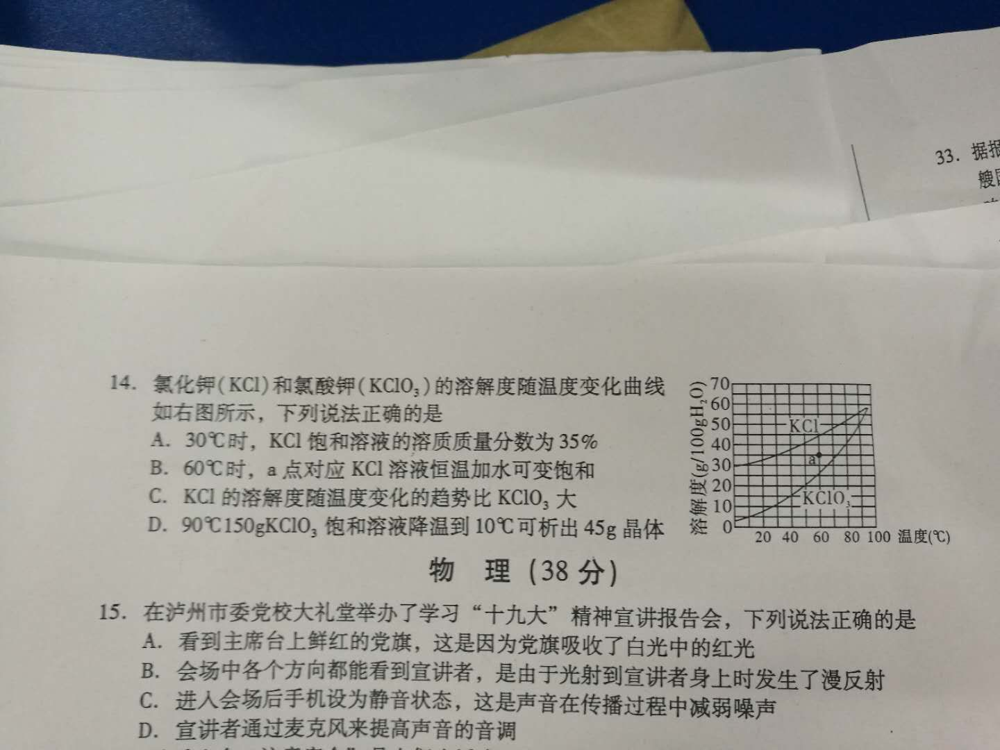 33. 据报
艘
14. 氯化钾(KCl)和氯酸钾(KClO₃)的溶解度随温度变化曲线
如右图所示，下列说法正确的是
A. 30℃时，KCl 饱和溶液的溶质质量分数为 35%
B. 60℃时，a 点对应 KCl 溶液恒温加水可变饱和
C. KCl 的溶解度随温度变化的趋势比 KClO₃ 大
D. 90℃150gKClO₃ 饱和溶液降温到 10℃可析出 45g 晶体
溶解度(g/100gH₂O)
70
60
50
40
30
20
10
0
KCl
a
KClO₃
20 40 60 80 100 温度(℃)
物 理 (38 分)
15. 在泸州市委党校大礼堂举办了学习“十九大”精神宣讲报告会，下列说法正确的是
A. 看到主席台上鲜红的党旗，这是因为党旗吸收了白光中的红光
B. 会场中各个方向都能看到宣讲者，是由于光射到宣讲者身上时发生了漫反射
C. 进入会场后手机设为静音状态，这是声音在传播过程中减弱噪声
D. 宣讲者通过麦克风来提高声音的音调